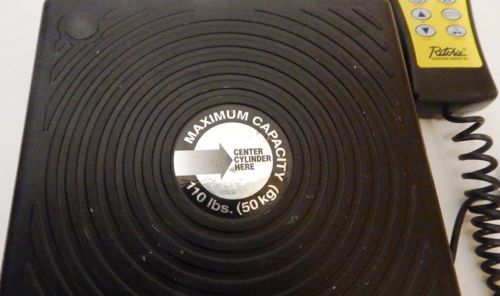 MAXIMUM CAPACITY
CENTER
CYLINDER
HERE
110 lbs. (50 kg)
Ritchie